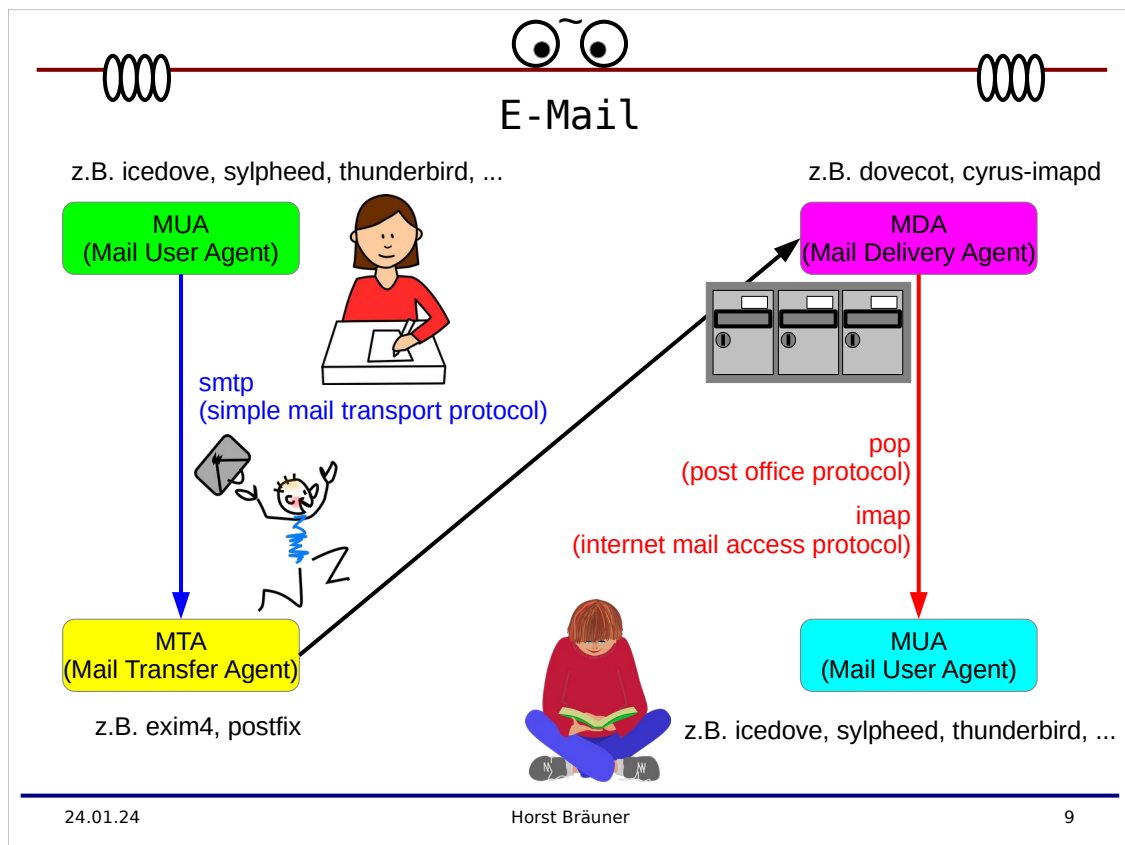 E-Mail
z.B. icedove, sylpheed, thunderbird, ...
MUA
(Mail User Agent)
smtp
(simple mail transport protocol)
MTA
(Mail Transfer Agent)
z.B. exim4, postfix
z.B. dovecot, cyrus-imapd
MDA
(Mail Delivery Agent)
pop
(post office protocol)
imap
(internet mail access protocol)
MUA
(Mail User Agent)
z.B. icedove, sylpheed, thunderbird, ...
24.01.24
Horst Bräuner
9